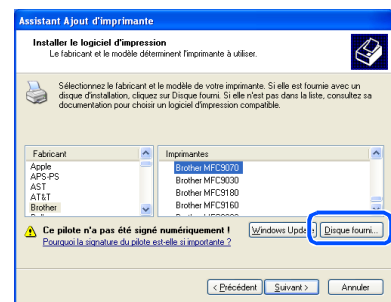 Assistant Ajout d'imprimante
Installer le logiciel d'impression
Le fabricant et le modèle déterminent l'imprimante à utiliser.
Sélectionnez le fabricant et le modèle de votre imprimante. Si elle est fournie avec un
disque d'installation, cliquez sur Disque fourni. Si elle n'est pas dans la liste, consultez sa
documentation pour choisir un logiciel d'impression compatible.
Fabricant
Imprimantes
Apple
APS-PS
AST
AT&T
Brother
Brother MFC9070
Brother MFC9030
Brother MFC9180
Brother MFC9160
Ce pilote n'a pas été signé numériquement !
Pourquoi la signature du pilote est-elle si importante ?
Windows Update
Disque fourni...
< Précédent
Suivant >
Annuler